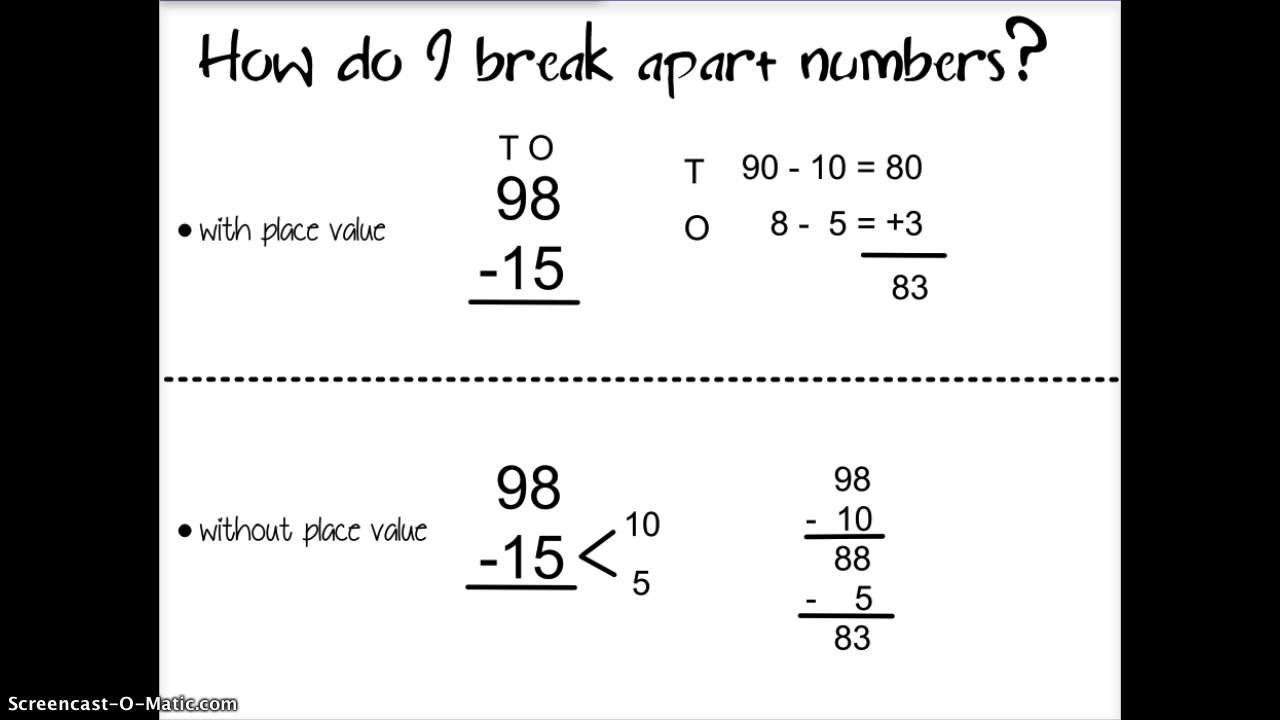 How do I break apart numbers?
T O
98
-15
• with place value
T 90 - 10 = 80
O 8 - 5 = +3
83
98
-15 < 10
5
• without place value
98
- 10
88
- 5
83
Screencast-O-Matic.com